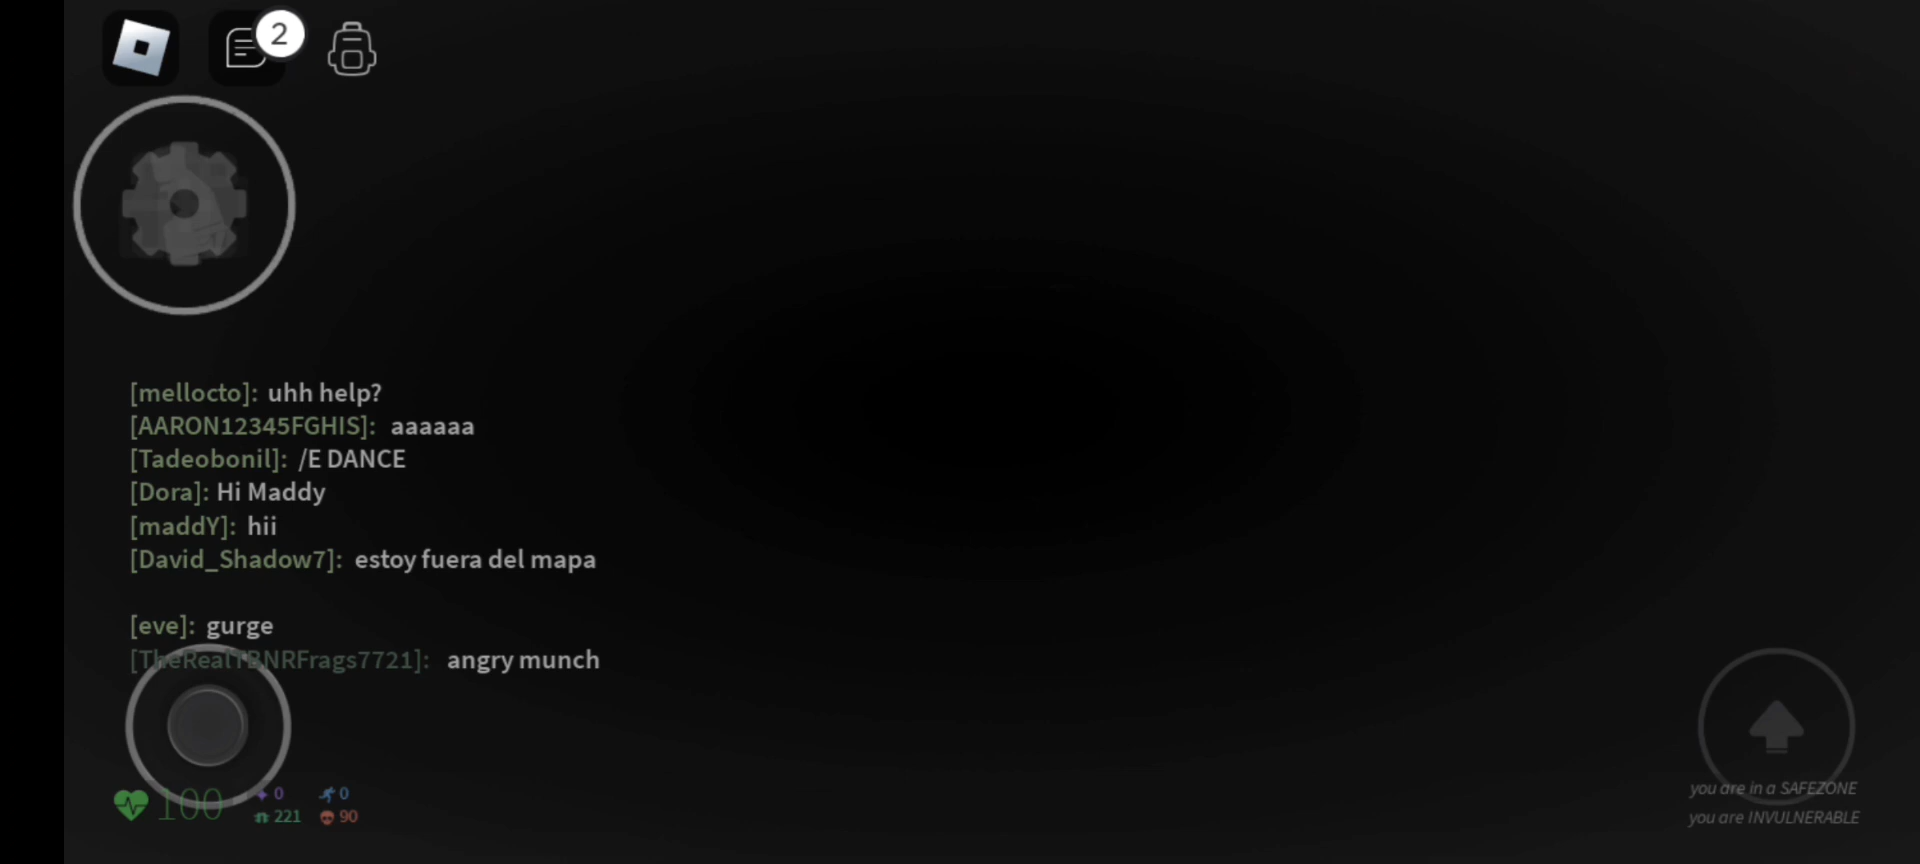 2
[mellocto]: uhh help?
[AARON12345FGHIS]: aaaaaa
[Tadeobonil]: /E DANCE
[Dora]: Hi Maddy
[maddY]: hii
[David_Shadow7]: estoy fuera del mapa
[eve]: gurge
[TheRealTBNRFrags7721]: angry munch
100 0 0
221 90
you are in a SAFEZONE
you are INVULNERABLE